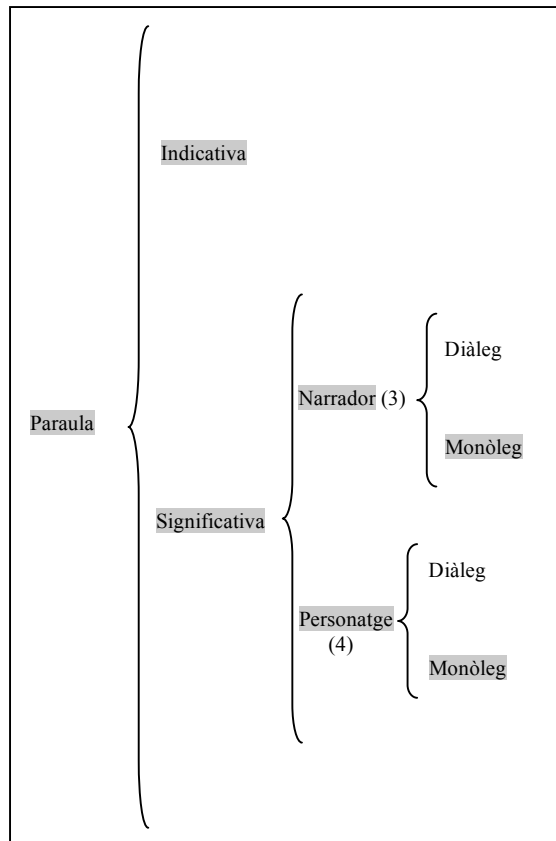 Indicativa
Diàleg
Narrador (3)
Paraula
Monòleg
Significativa
Diàleg
Personatge
(4)
Monòleg